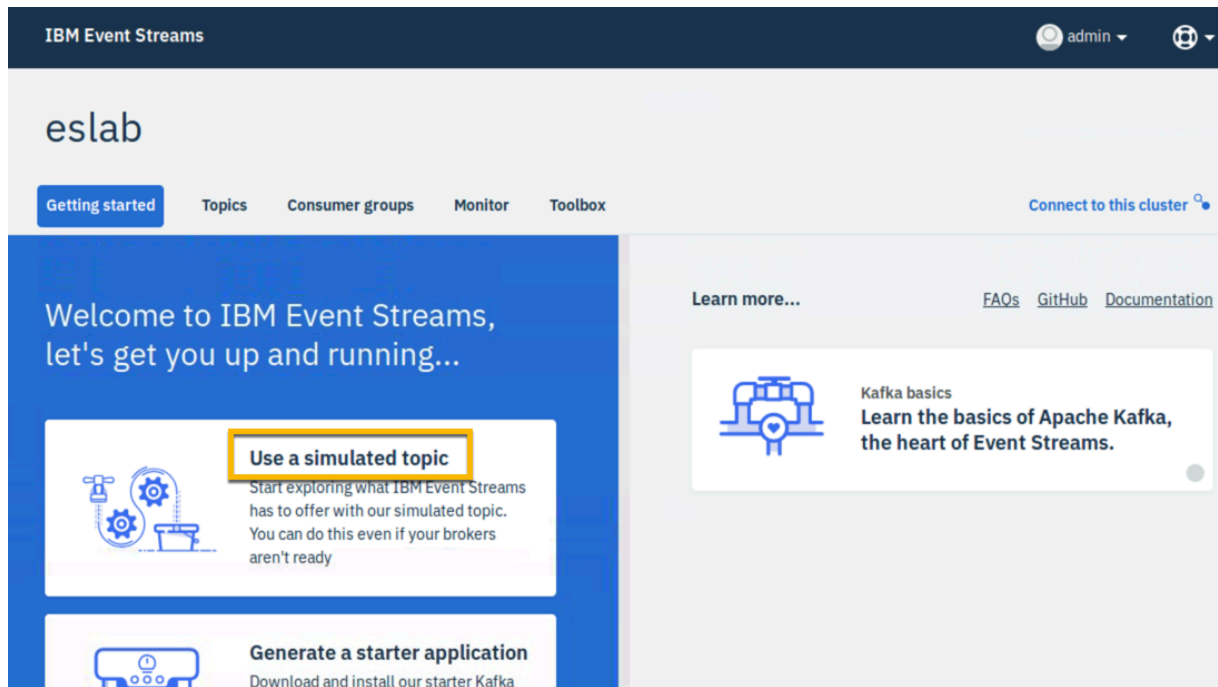 IBM Event Streams
admin
eslab
Getting started
Topics
Consumer groups
Monitor
Toolbox
Connect to this cluster
Welcome to IBM Event Streams,
let's get you up and running...
Use a simulated topic
Start exploring what IBM Event Streams
has to offer with our simulated topic.
You can do this even if your brokers
aren't ready
Generate a starter application
Download and install our starter Kafka
Learn more...
FAQs
GitHub
Documentation
Kafka basics
Learn the basics of Apache Kafka,
the heart of Event Streams.